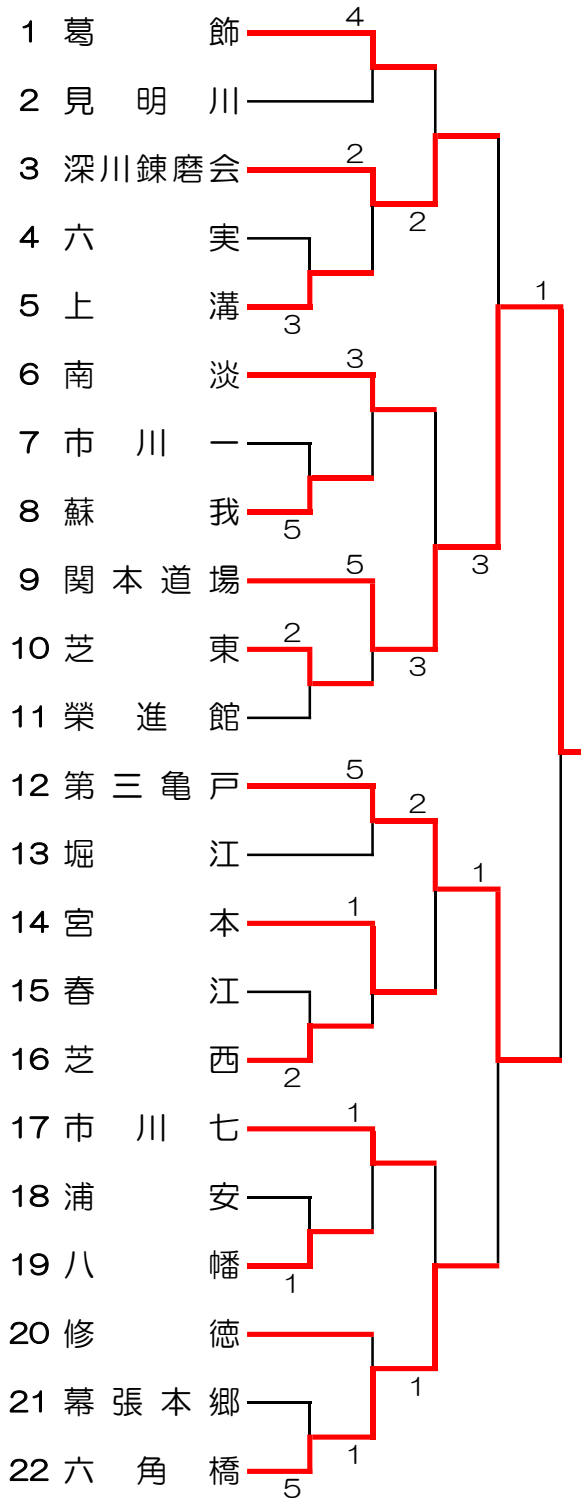 4
1 葛飾
2 見明川
2
3 深川錬磨会
2
4 六実
1
5 上溝
3
3
6 南淡
7 市川一
8 蘇我
5
3
5
9 関本道場
2
10 芝東
3
11 榮進館
5
12 第三亀戸
2
13 堀江
1
1
14 宮本
15 春江
16 芝西
2
1
17 市川七
18 浦安
19 八幡
1
20 修徳
1
21 幕張本郷
1
22 六角橋
5